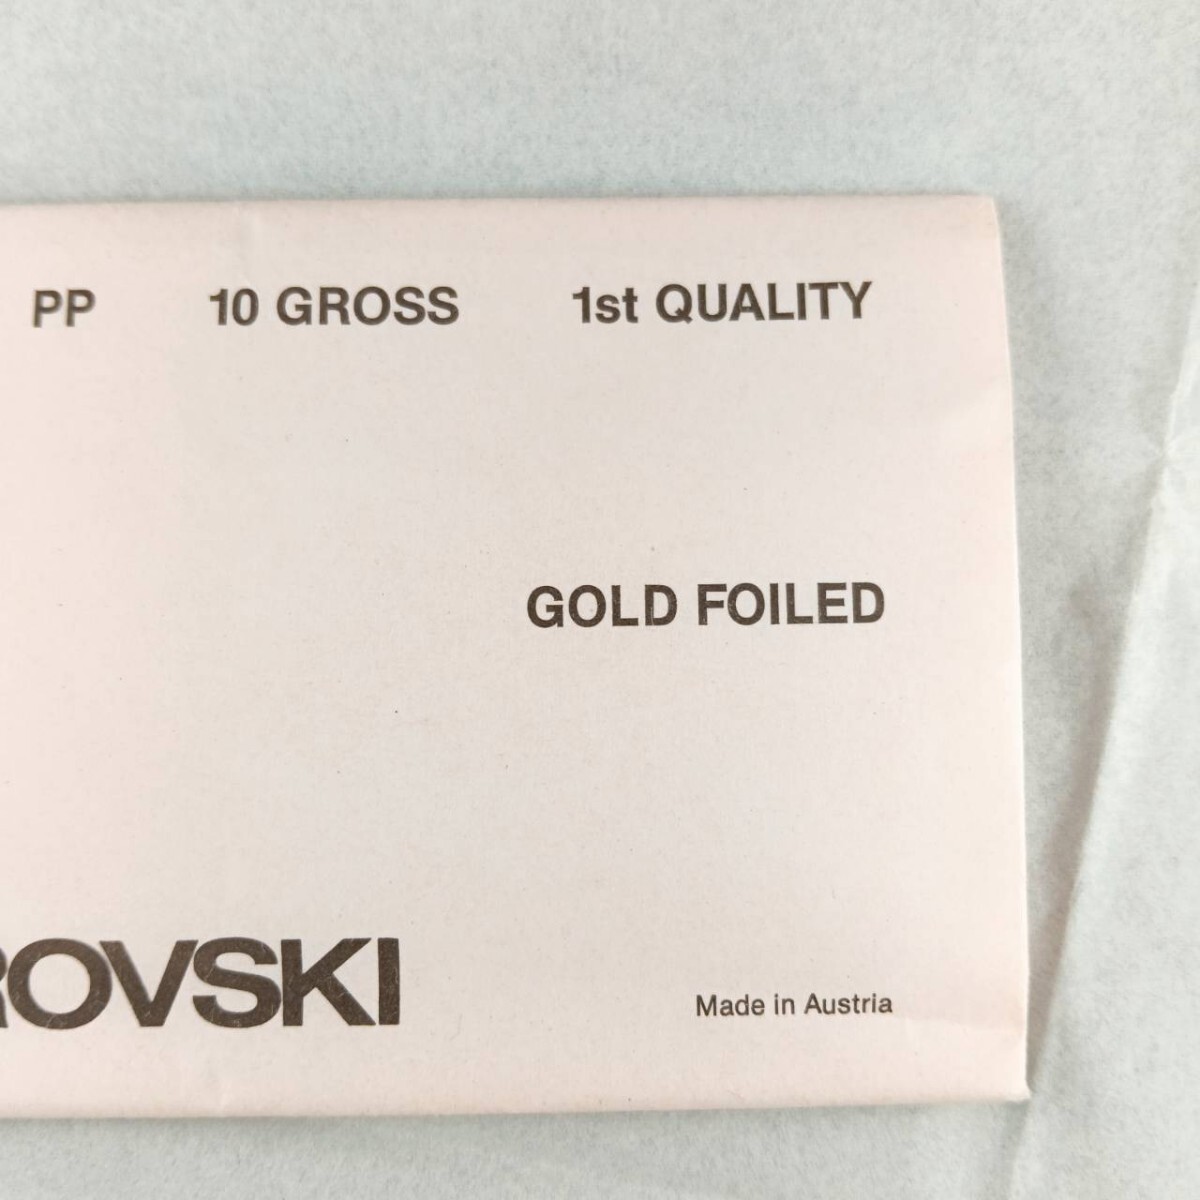 PP 10 GROSS 1st QUALITY
GOLD FOILED
ROVSKI
Made in Austria